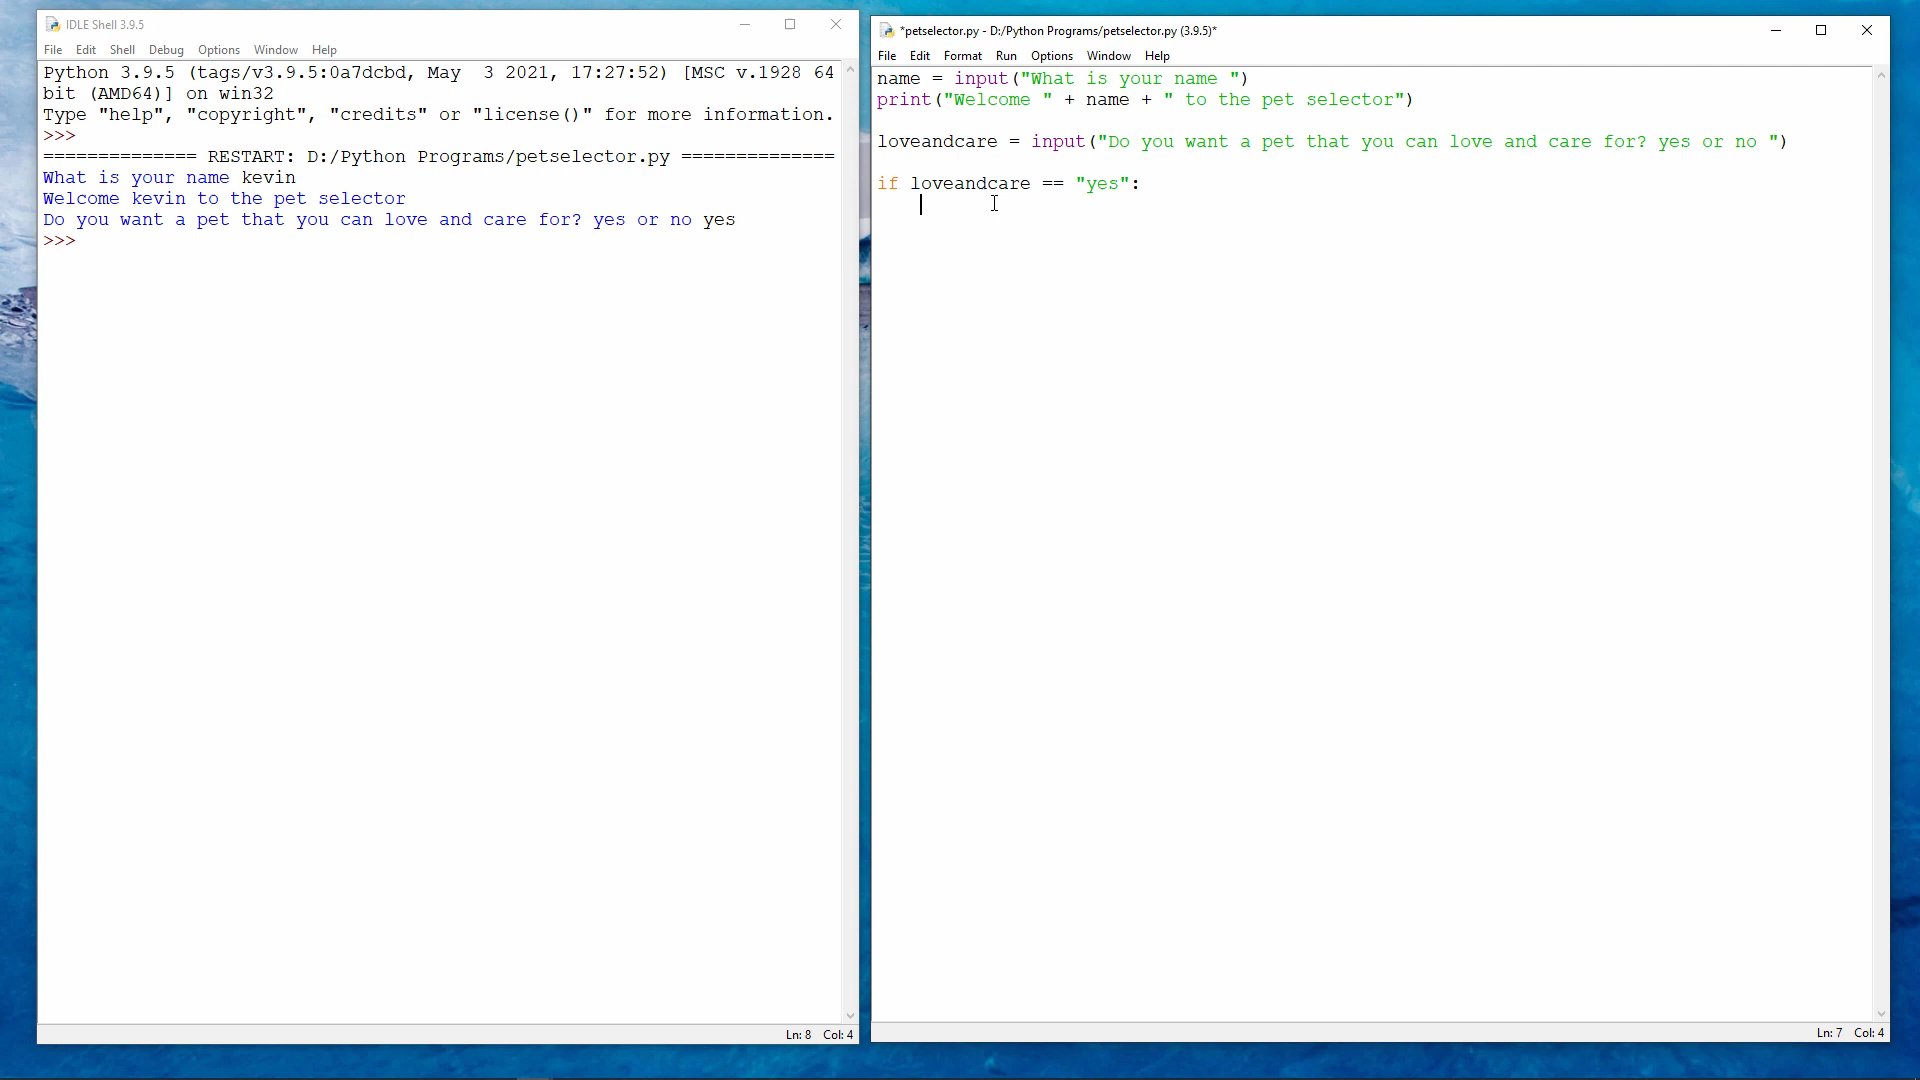 IDLE Shell 3.9.5
File Edit Shell Debug Options Window Help
Python 3.9.5 (tags/v3.9.5:0a7dcbd, May  3 2021, 17:27:52) [MSC v.1928 64
bit (AMD64)] on win32
Type "help", "copyright", "credits" or "license()" for more information.
>>>
============== RESTART: D:/Python Programs/petselector.py ==============
What is your name kevin
Welcome kevin to the pet selector
Do you want a pet that you can love and care for? yes or no yes
>>>
Ln: 8 Col: 4
*petselector.py - D:/Python Programs/petselector.py (3.9.5)*
File Edit Format Run Options Window Help
name = input("What is your name ")
print("Welcome " + name + " to the pet selector")
loveandcare = input("Do you want a pet that you can love and care for? yes or no ")
if loveandcare == "yes":
Ln: 7 Col: 4